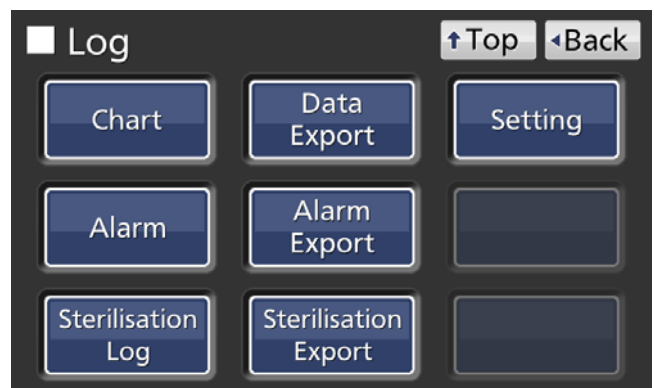 Log
↑Top
◂Back
Chart
Data
Export
Setting
Alarm
Alarm
Export
Sterilisation
Log
Sterilisation
Export